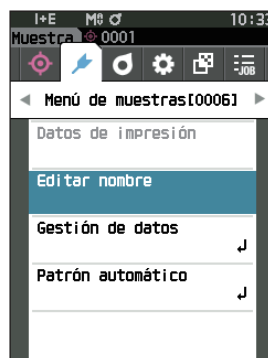 I+E M0 10:33
Muestra 0001
-JOB
Menú de muestras[0006]
Datos de impresión
Editar nombre
Gestión de datos
Patrón automático